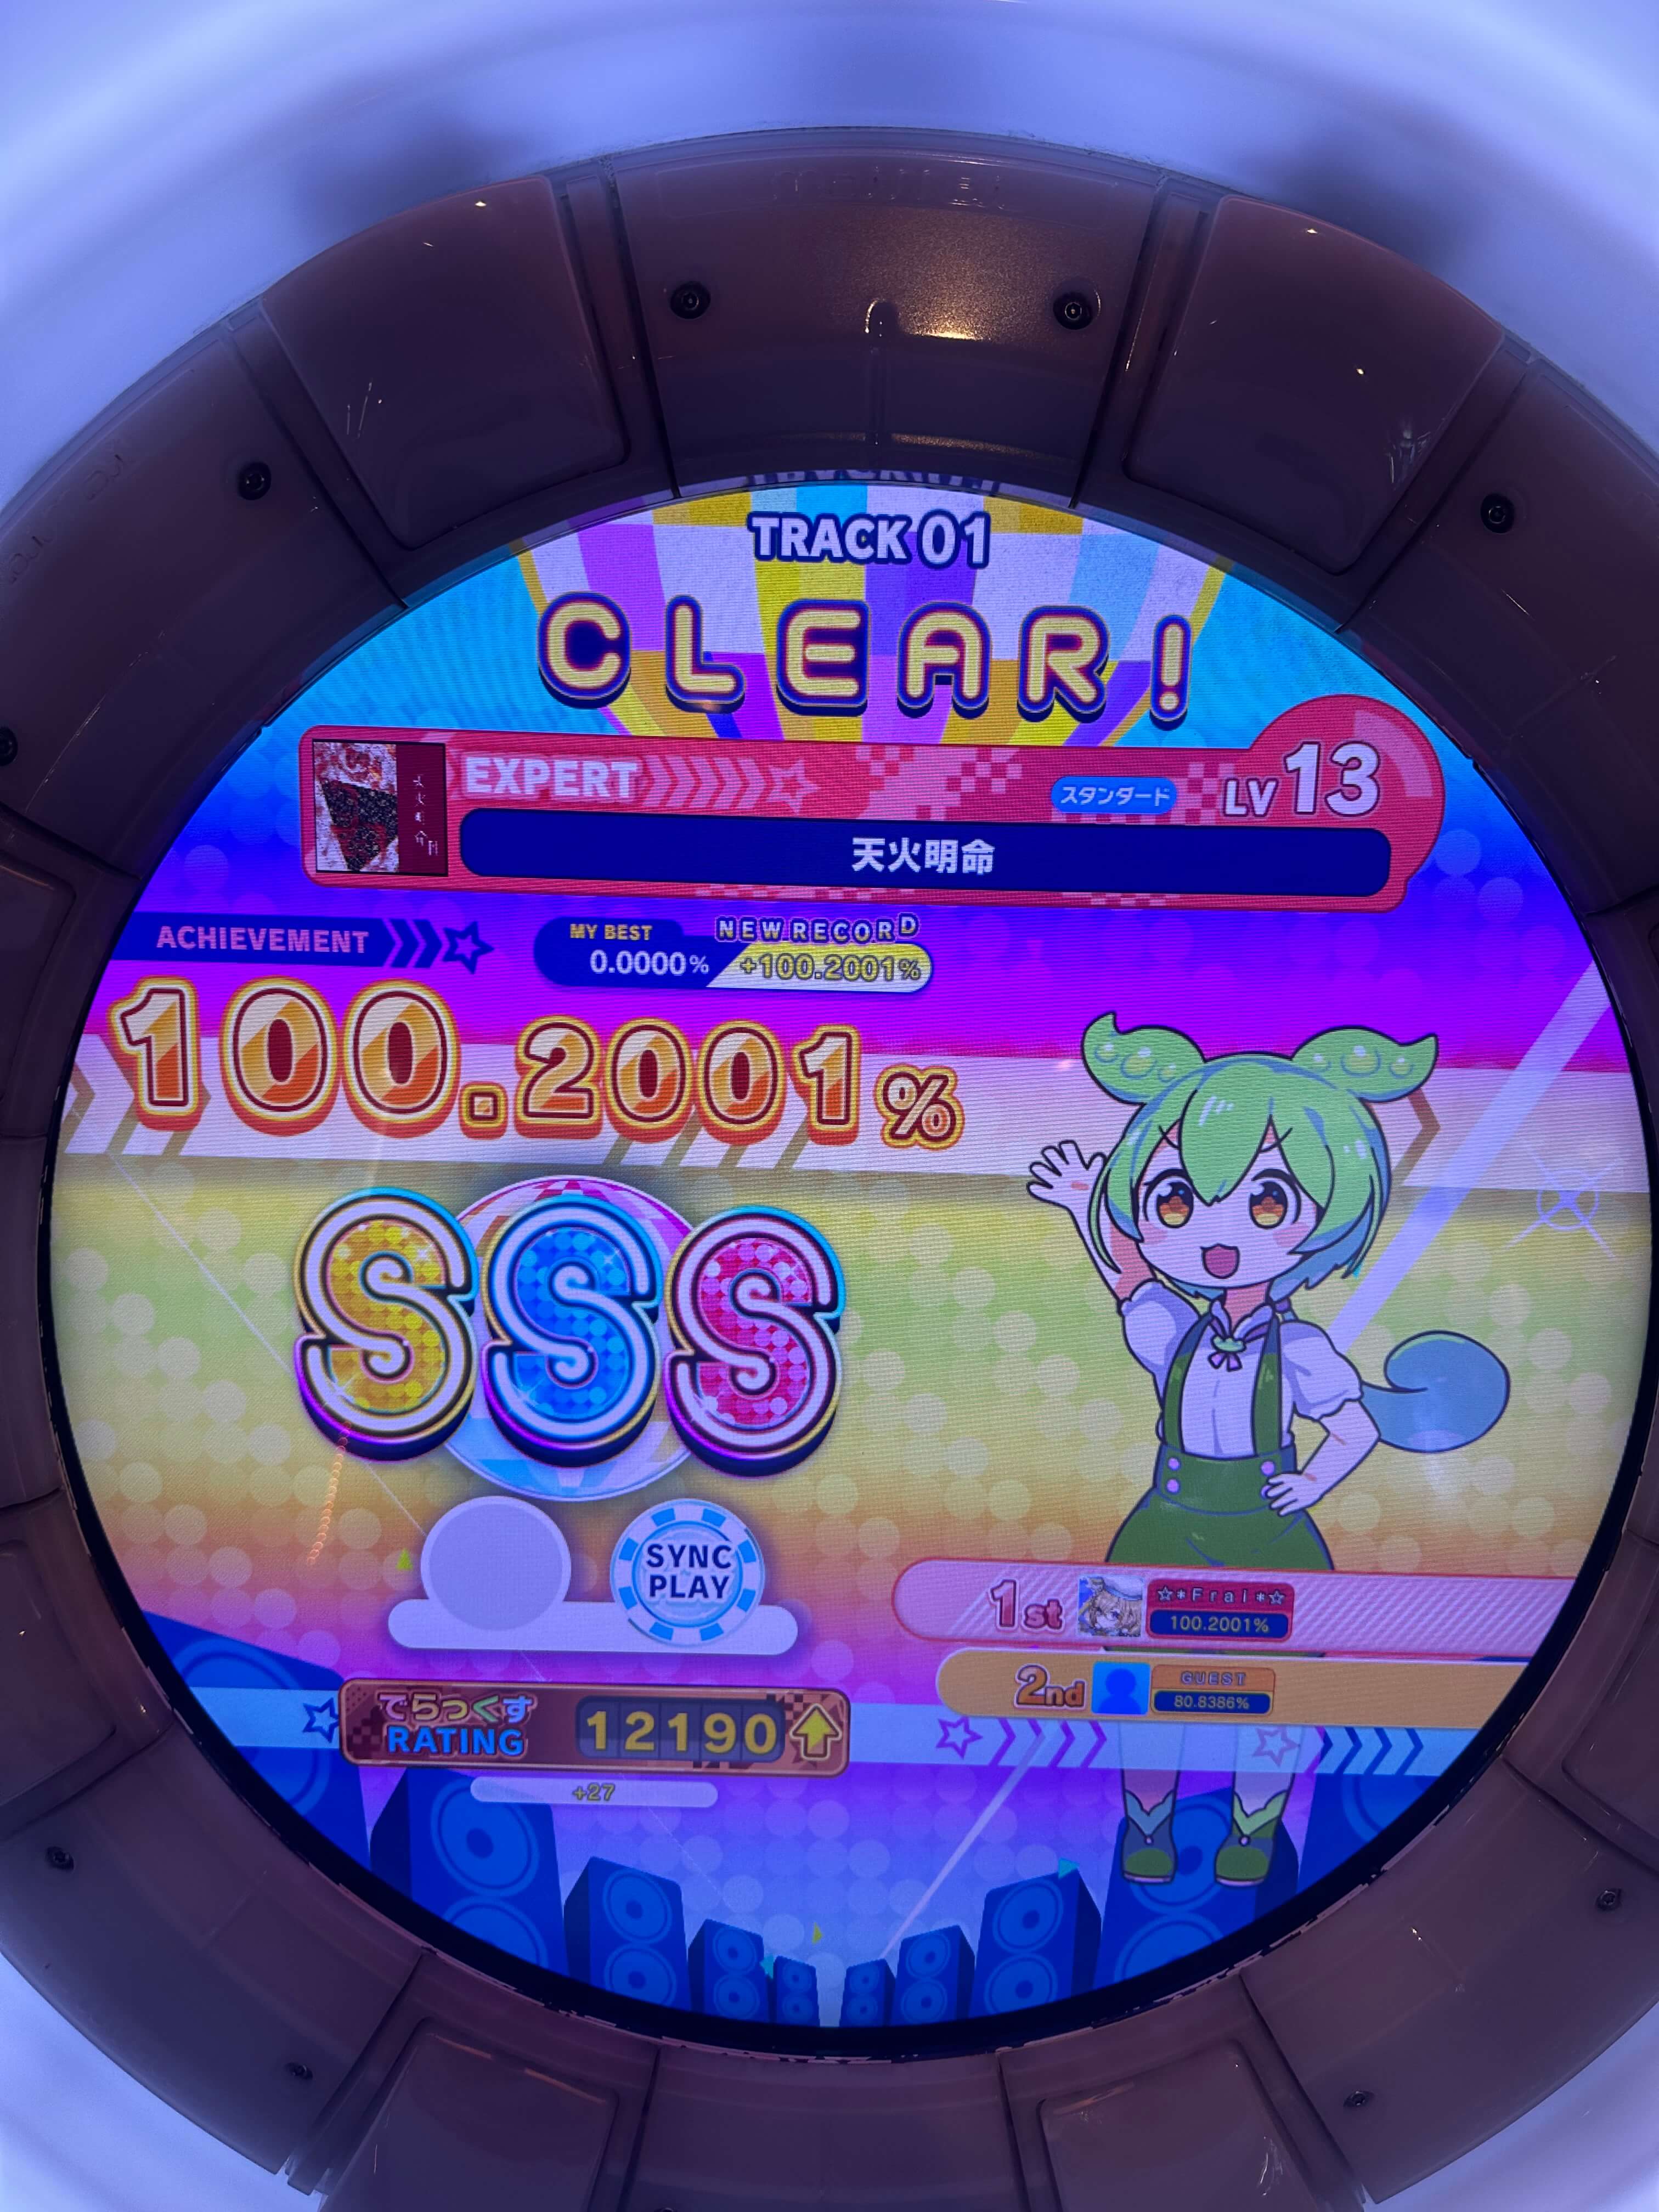 TRACK 01
CLEAR!
EXPERT
スタンダード
LV 13
天火明命
ACHIEVEMENT
MY BEST
0.0000%
NEW RECORD
+100.2001%
100.2001%
SSS
SYNC
PLAY
1st
☆*Fral*☆
100.2001%
2nd
GUEST
80.8386%
でらっくす
RATING
12190
+27